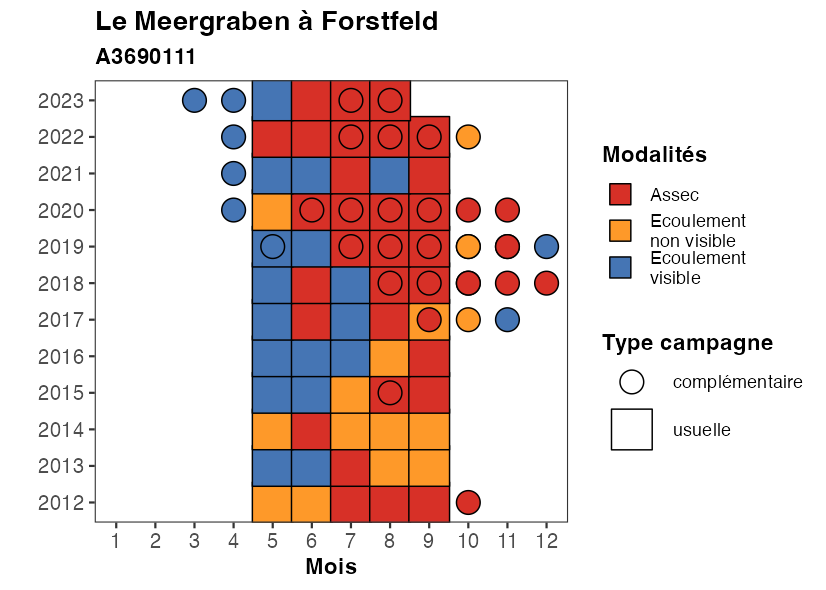 Le Meergraben à Forstfeld
A3690111
2023
2022
2021
2020
2019
2018
2017
2016
2015
2014
2013
2012
1 2 3 4 5 6 7 8 9 10 11 12
Mois
Modalités
Assec
Ecoulement
non visible
Ecoulement
visible
Type campagne
complémentaire
usuelle